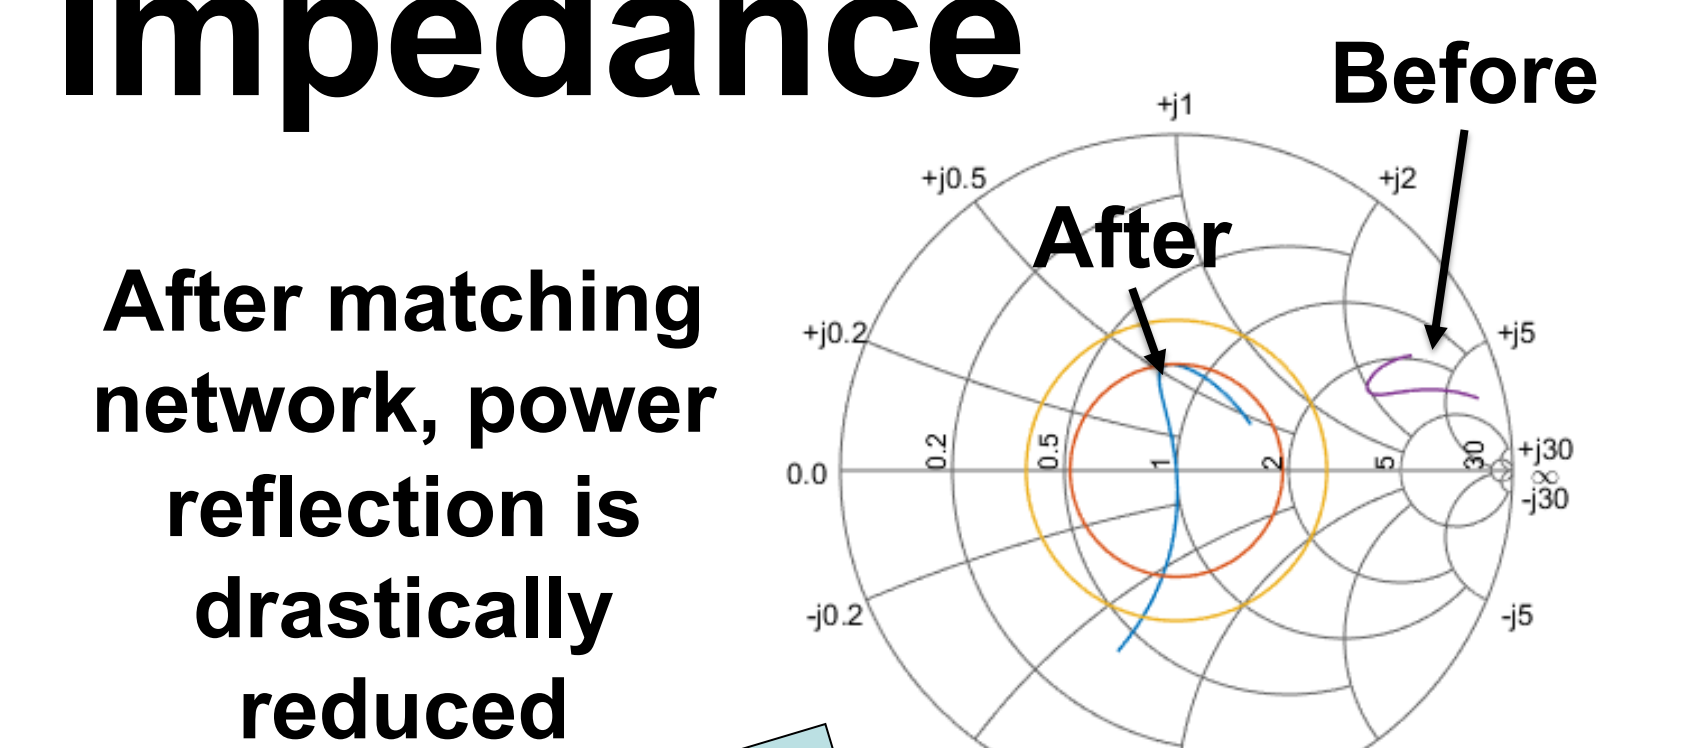 Impedance
Before
After
After matching
network, power
reflection is
drastically
reduced
+j1
+j0.5
+j2
+j0.2
+j5
0.0
0.2
0.5
1
2
5
30
+j30
∞
-j30
-j0.2
-j5